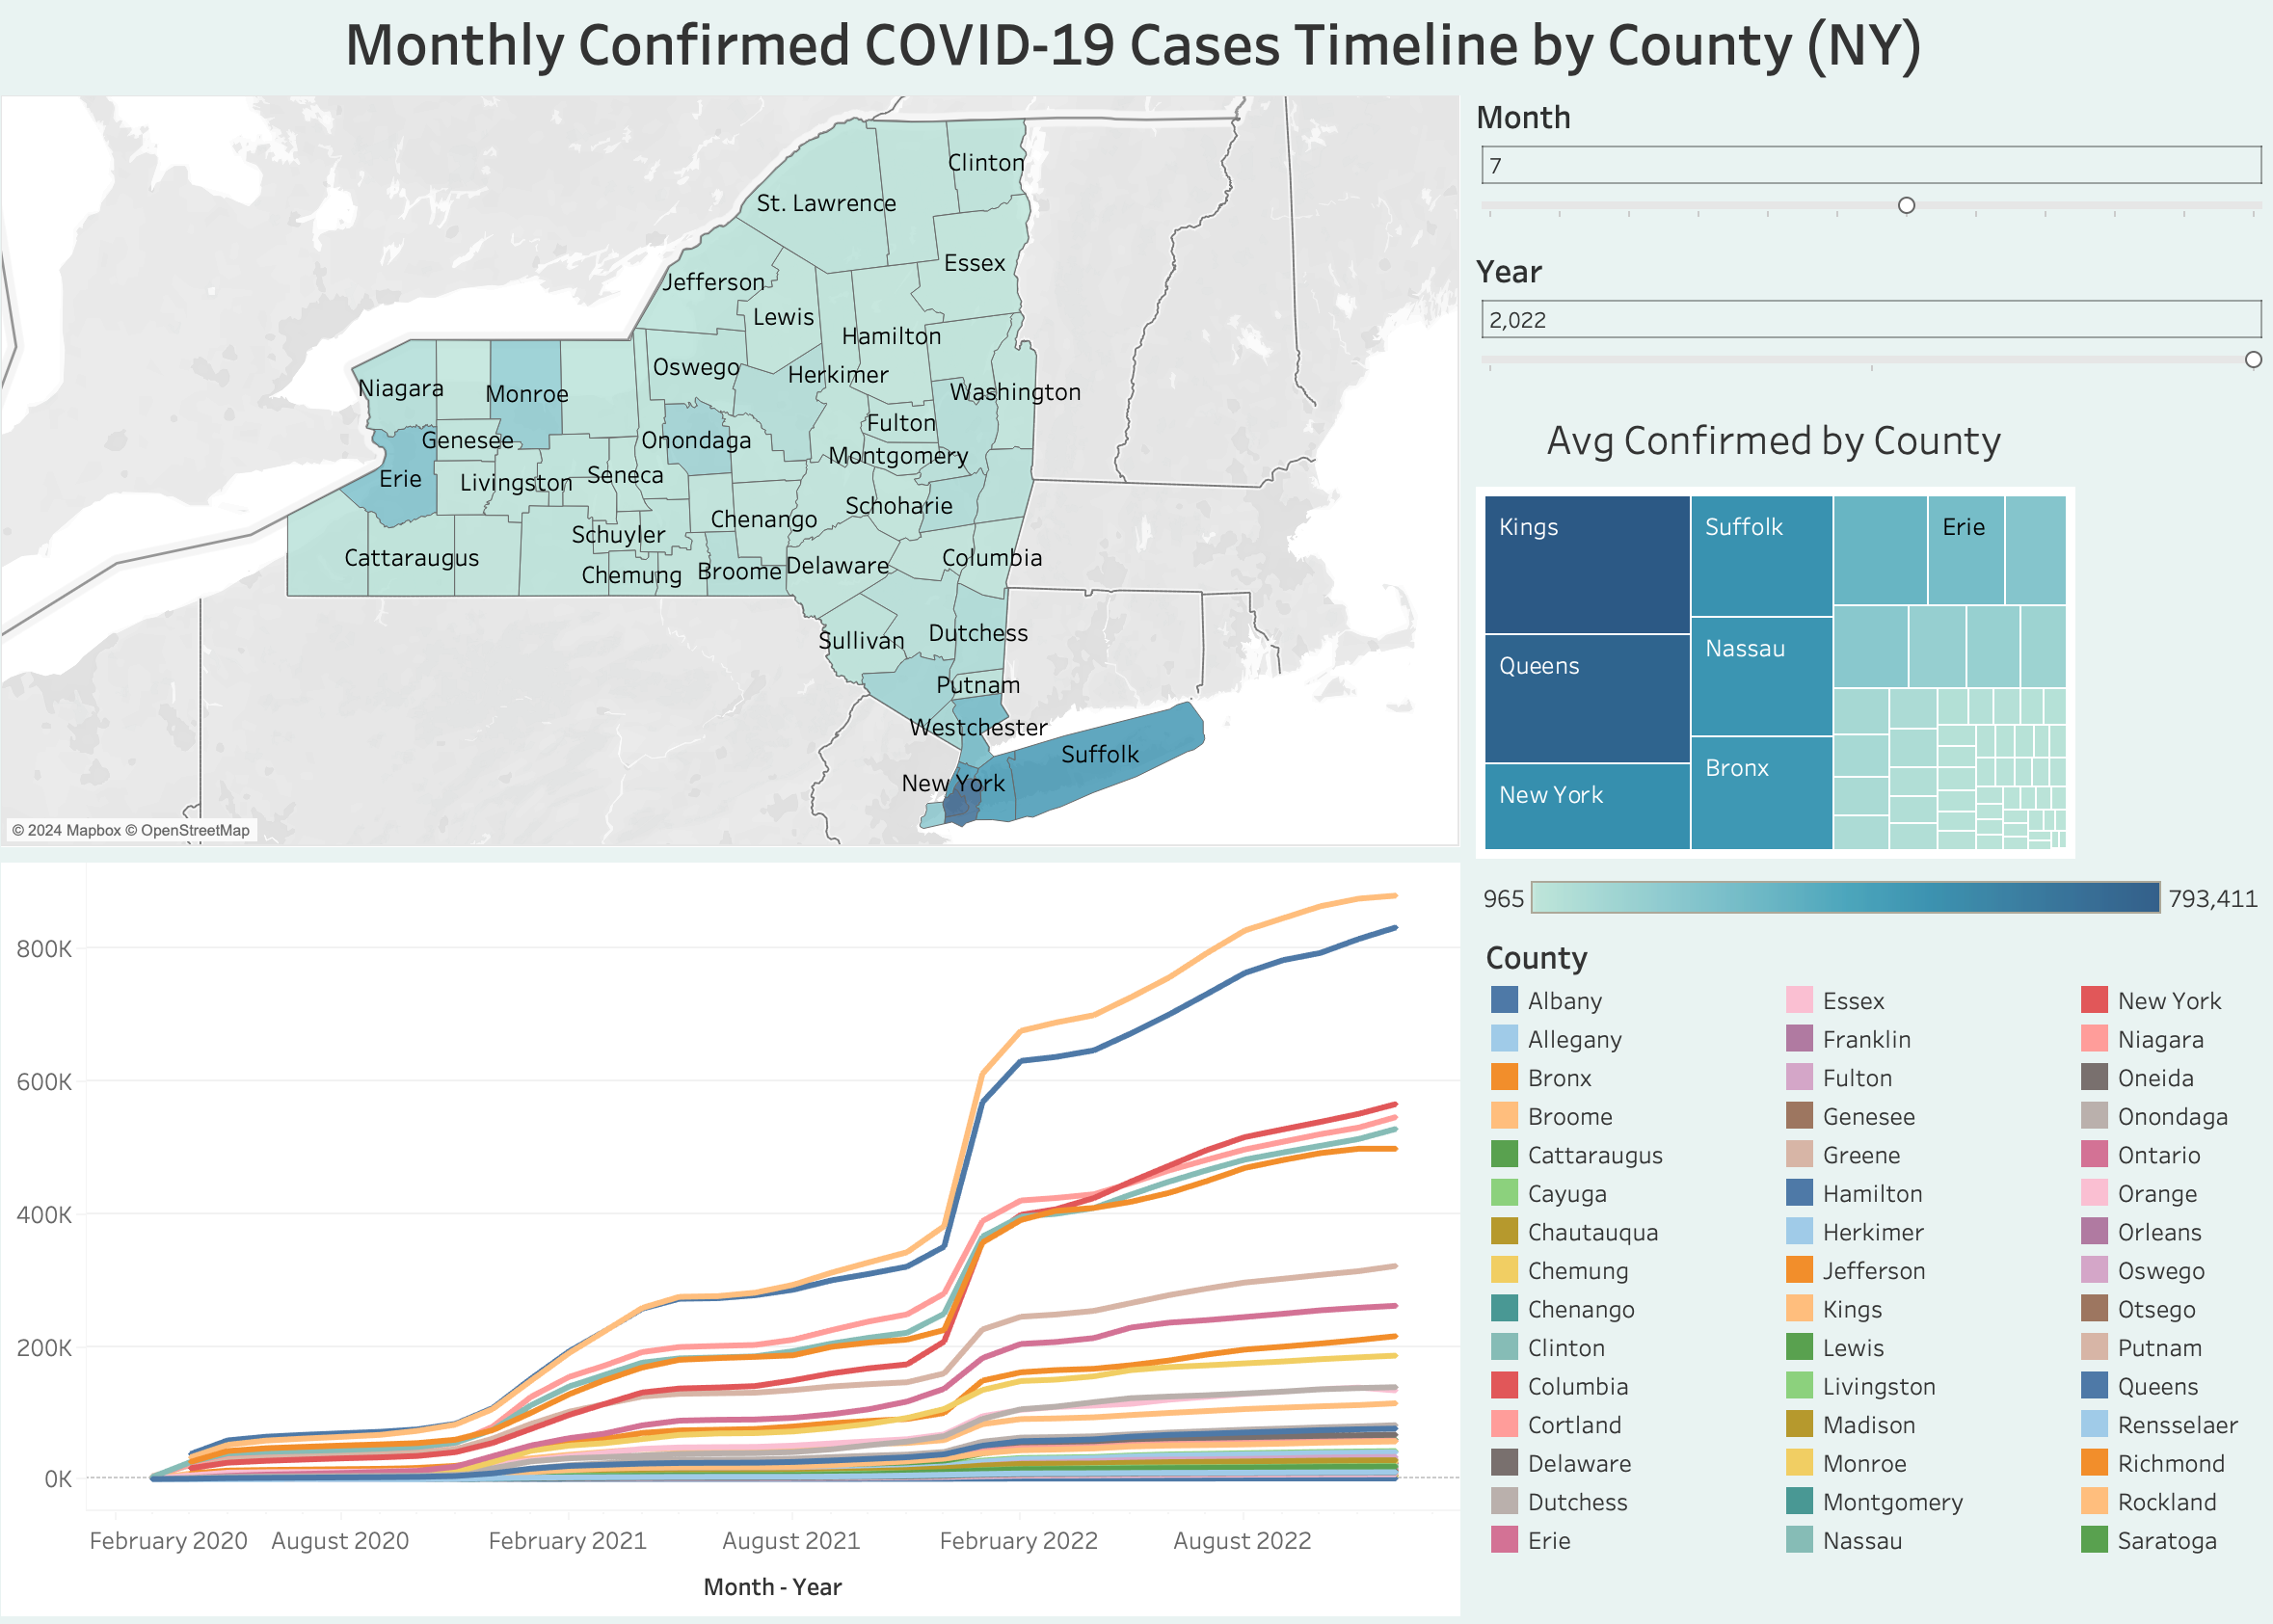 Monthly Confirmed COVID-19 Cases Timeline by County (NY)
Clinton
St. Lawrence
Essex
Jefferson
Lewis
Hamilton
Oswego
Herkimer
Niagara
Monroe
Washington
Fulton
Genesee
Onondaga
Montgomery
Erie
Livingston
Seneca
Schoharie
Chenango
Schuyler
Cattaraugus
Chemung
Broome
Delaware
Columbia
Sullivan
Dutchess
Putnam
Westchester
Suffolk
New York
© 2024 Mapbox © OpenStreetMap
Month
7
Year
2,022
Avg Confirmed by County
Kings
Suffolk
Erie
Queens
Nassau
New York
Bronx
965
793,411
800K
600K
400K
200K
0K
February 2020
August 2020
February 2021
August 2021
February 2022
August 2022
Month - Year
County
Albany
Allegany
Bronx
Broome
Cattaraugus
Cayuga
Chautauqua
Chemung
Chenango
Clinton
Columbia
Cortland
Delaware
Dutchess
Erie
Essex
Franklin
Fulton
Genesee
Greene
Hamilton
Herkimer
Jefferson
Kings
Lewis
Livingston
Madison
Monroe
Montgomery
Nassau
New York
Niagara
Oneida
Onondaga
Ontario
Orange
Orleans
Oswego
Otsego
Putnam
Queens
Rensselaer
Richmond
Rockland
Saratoga